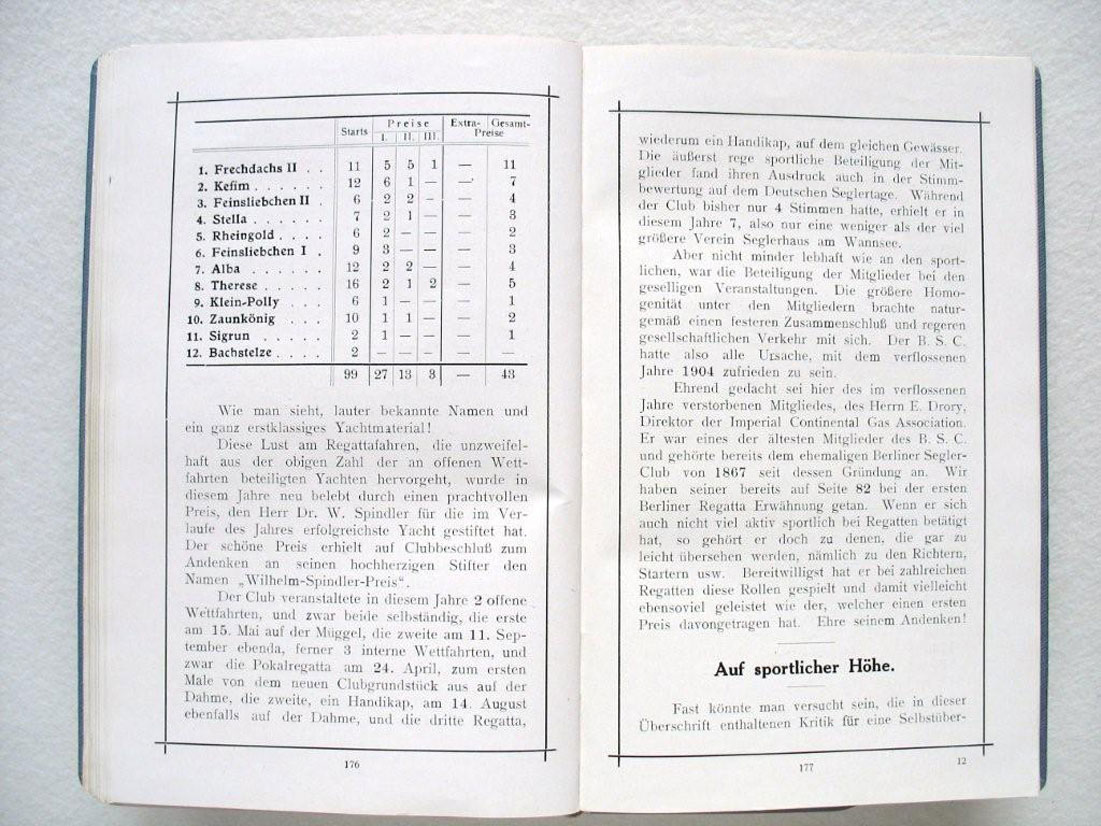 Starts Preise Extra-Preise Gesamt-Preise
I. II. III.
1. Frechdachs II . . 11 5 5 1 — 11
2. Kefim . . . . . . 12 6 1 — — 7
3. Feinsliebchen II . 6 2 2 — — 4
4. Stella . . . . . . 7 2 1 — — 3
5. Rheingold . . . . 6 2 — — — 2
6. Feinsliebchen I . 9 3 — — — 3
7. Alba . . . . . . 12 2 2 — — 4
8. Therese . . . . . 16 2 1 2 — 5
9. Klein-Polly . . . 6 1 — — — 1
10. Zaunkönig . . . 10 1 1 — — 2
11. Sigrun . . . . . 2 1 — — — 1
12. Bachstelze . . . . 2 — — — — —
99 27 13 3 — 43
Wie man sieht, lauter bekannte Namen und
ein ganz erstklassiges Yachtmaterial!
Diese Lust am Regattafahren, die unzweifel-
haft aus der obigen Zahl der an offenen Wett-
fahrten beteiligten Yachten hervorgeht, wurde in
diesem Jahre neu belebt durch einen prachtvollen
Preis, den Herr Dr. W. Spindler für die im Ver-
laufe des Jahres erfolgreichste Yacht gestiftet hat.
Der schöne Preis erhielt auf Clubbeschluß zum
Andenken an seinen hochherzigen Stifter den
Namen „Wilhelm-Spindler-Preis“.
Der Club veranstaltete in diesem Jahre 2 offene
Wettfahrten, und zwar beide selbständig, die erste
am 15. Mai auf der Müggel, die zweite am 11. Sep-
tember ebenda, ferner 3 interne Wettfahrten, und
zwar die Pokalregatta am 24. April, zum ersten
Male von dem neuen Clubgrundstück aus auf der
Dahme, die zweite, ein Handikap, am 14. August
ebenfalls auf der Dahme, und die dritte Regatta,
176
wiederum ein Handikap, auf dem gleichen Gewässer.
Die äußerst rege sportliche Beteiligung der Mit-
glieder fand ihren Ausdruck auch in der Stimm-
bewertung auf dem Deutschen Seglertage. Während
der Club bisher nur 4 Stimmen hatte, erhielt er in
diesem Jahre 7, also nur eine weniger als der viel
größere Verein Seglerhaus am Wannsee.
Aber nicht minder lebhaft wie an den sport-
lichen, war die Beteiligung der Mitglieder bei den
geselligen Veranstaltungen. Die größere Homo-
genität unter den Mitgliedern brachte natur-
gemäß einen festeren Zusammenschluß und regeren
gesellschaftlichen Verkehr mit sich. Der B. S. C.
hatte also alle Ursache, mit dem verflossenen
Jahre 1904 zufrieden zu sein.
Ehrend gedacht sei hier des im verflossenen
Jahre verstorbenen Mitgliedes, des Herrn E. Drory,
Direktor der Imperial Continental Gas Association.
Er war eines der ältesten Mitglieder des B. S. C.
und gehörte bereits dem ehemaligen Berliner Segler-
Club von 1867 seit dessen Gründung an. Wir
haben seiner bereits auf Seite 82 bei der ersten
Berliner Regatta Erwähnung getan. Wenn er sich
auch nicht viel aktiv sportlich bei Regatten betätigt
hat, so gehört er doch zu denen, die gar zu
leicht übersehen werden, nämlich zu den Richtern,
Startern usw. Bereitwilligst hat er bei zahlreichen
Regatten diese Rollen gespielt und damit vielleicht
ebensoviel geleistet wie der, welcher einen ersten
Preis davongetragen hat. Ehre seinem Andenken!
Auf sportlicher Höhe.
Fast könnte man versucht sein, die in dieser
Überschrift enthaltenen Kritik für eine Selbstüber-
177
12